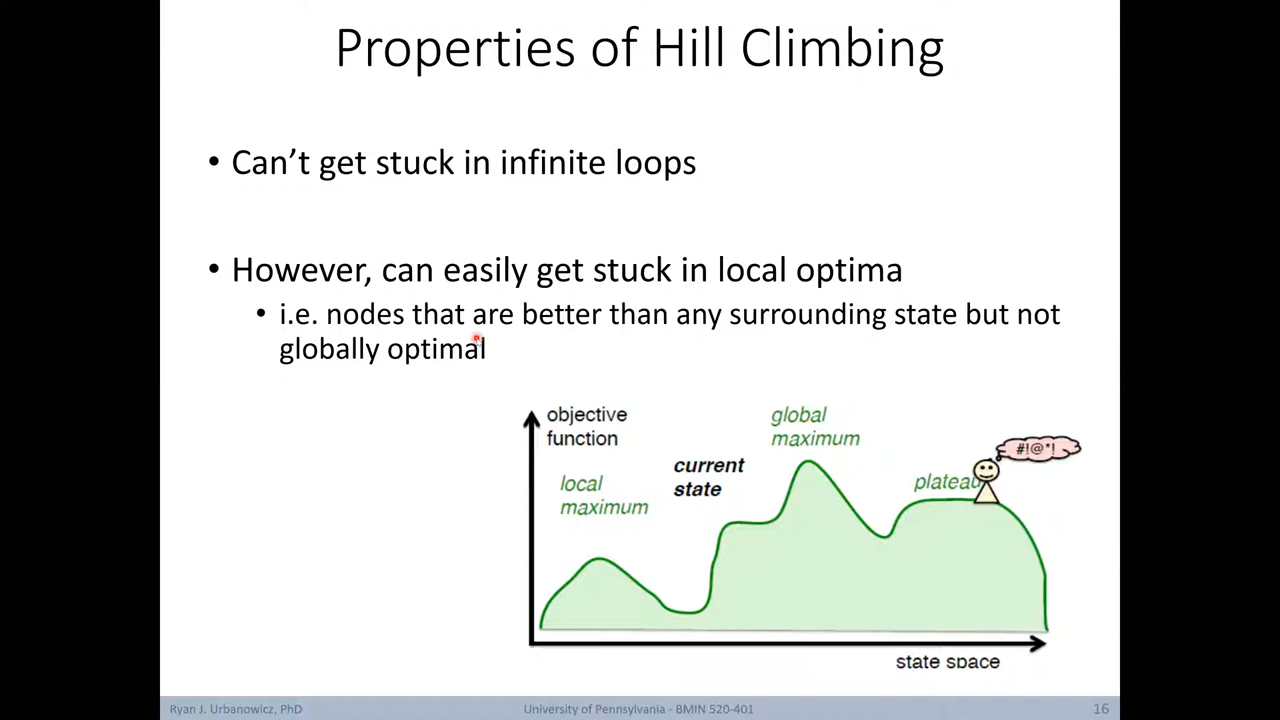 Properties of Hill Climbing
• Can’t get stuck in infinite loops
• However, can easily get stuck in local optima
• i.e. nodes that are better than any surrounding state but not
globally optimal
objective
function
global
maximum
#!@*!
current
state
local
maximum
plateau
state space
Ryan J. Urbanowicz, PhD
University of Pennsylvania - BMIN 520-401
16